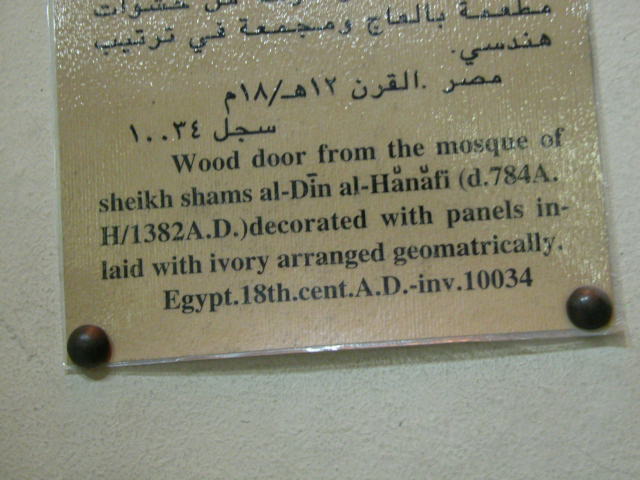 مطعمة بالعاج ومجمعة في ترتيب
هندسي.
مصر .القرن ١٢هـ/١٨م
سجل ١٠٠٣٤
Wood door from the mosque of
sheikh shams al-Dīn al-Hănăfi (d.784A.
H/1382A.D.)decorated with panels in-
laid with ivory arranged geomatrically.
Egypt.18th.cent.A.D.-inv.10034